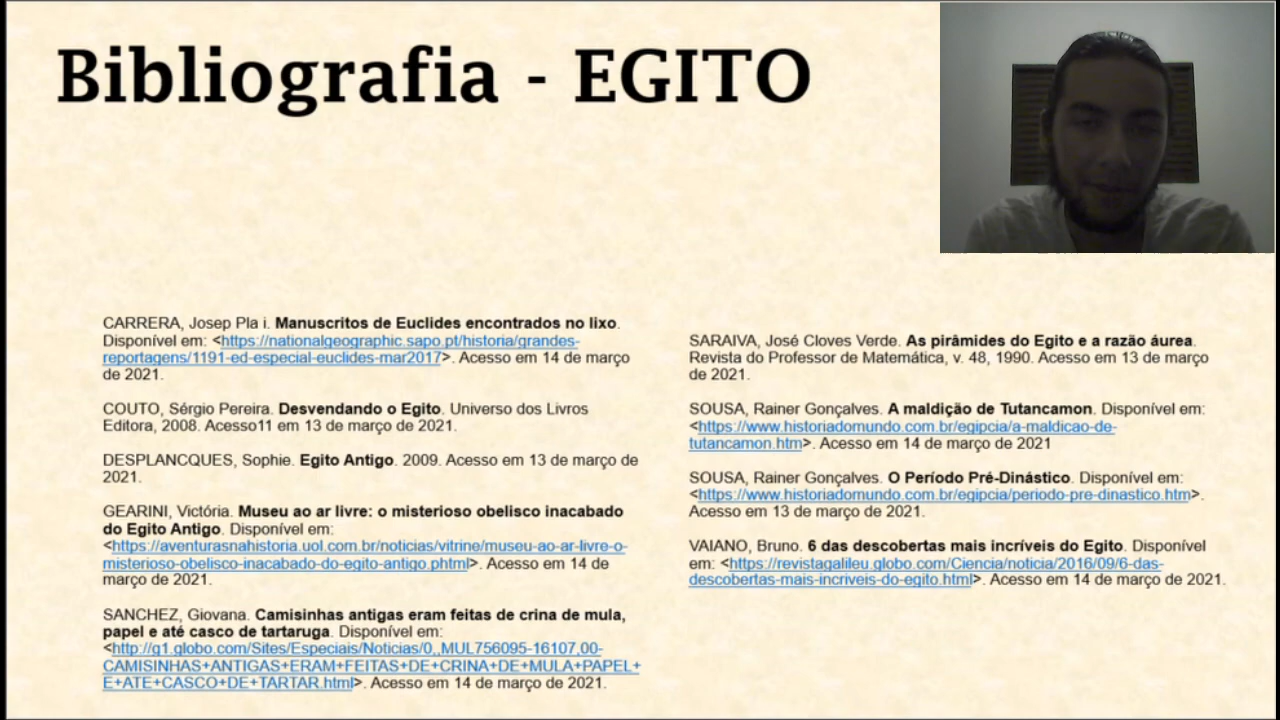 Bibliografia - EGITO
CARRERA, Josep Pla i. Manuscritos de Euclides encontrados no lixo.
Disponível em: <https://nationalgeographic.sapo.pt/historia/grandes-
reportagens/1191-ed-especial-euclides-mar2017>. Acesso em 14 de março
de 2021.
COUTO, Sérgio Pereira. Desvendando o Egito. Universo dos Livros
Editora, 2008. Acesso11 em 13 de março de 2021.
DESPLANCQUES, Sophie. Egito Antigo. 2009. Acesso em 13 de março de
2021.
GEARINI, Victória. Museu ao ar livre: o misterioso obelisco inacabado
do Egito Antigo. Disponível em:
<https://aventurasnahistoria.uol.com.br/noticias/vitrine/museu-ao-ar-livre-o-
misterioso-obelisco-inacabado-do-egito-antigo.phtml>. Acesso em 14 de
março de 2021.
SANCHEZ, Giovana. Camisinhas antigas eram feitas de crina de mula,
papel e até casco de tartaruga. Disponível em:
<http://g1.globo.com/Sites/Especiais/Noticias/0,,MUL756095-16107,00-
CAMISINHAS+ANTIGAS+ERAM+FEITAS+DE+CRINA+DE+MULA+PAPEL+
E+ATE+CASCO+DE+TARTAR.html>. Acesso em 14 de março de 2021.
SARAIVA, José Cloves Verde. As pirâmides do Egito e a razão áurea.
Revista do Professor de Matemática, v. 48, 1990. Acesso em 13 de março
de 2021.
SOUSA, Rainer Gonçalves. A maldição de Tutancamon. Disponível em:
<https://www.historiadomundo.com.br/egipcia/a-maldicao-de-
tutancamon.htm>. Acesso em 14 de março de 2021
SOUSA, Rainer Gonçalves. O Período Pré-Dinástico. Disponível em:
<https://www.historiadomundo.com.br/egipcia/periodo-pre-dinastico.htm>.
Acesso em 13 de março de 2021.
VAIANO, Bruno. 6 das descobertas mais incríveis do Egito. Disponível
em: <https://revistagalileu.globo.com/Ciencia/noticia/2016/09/6-das-
descobertas-mais-incriveis-do-egito.html>. Acesso em 14 de março de 2021.